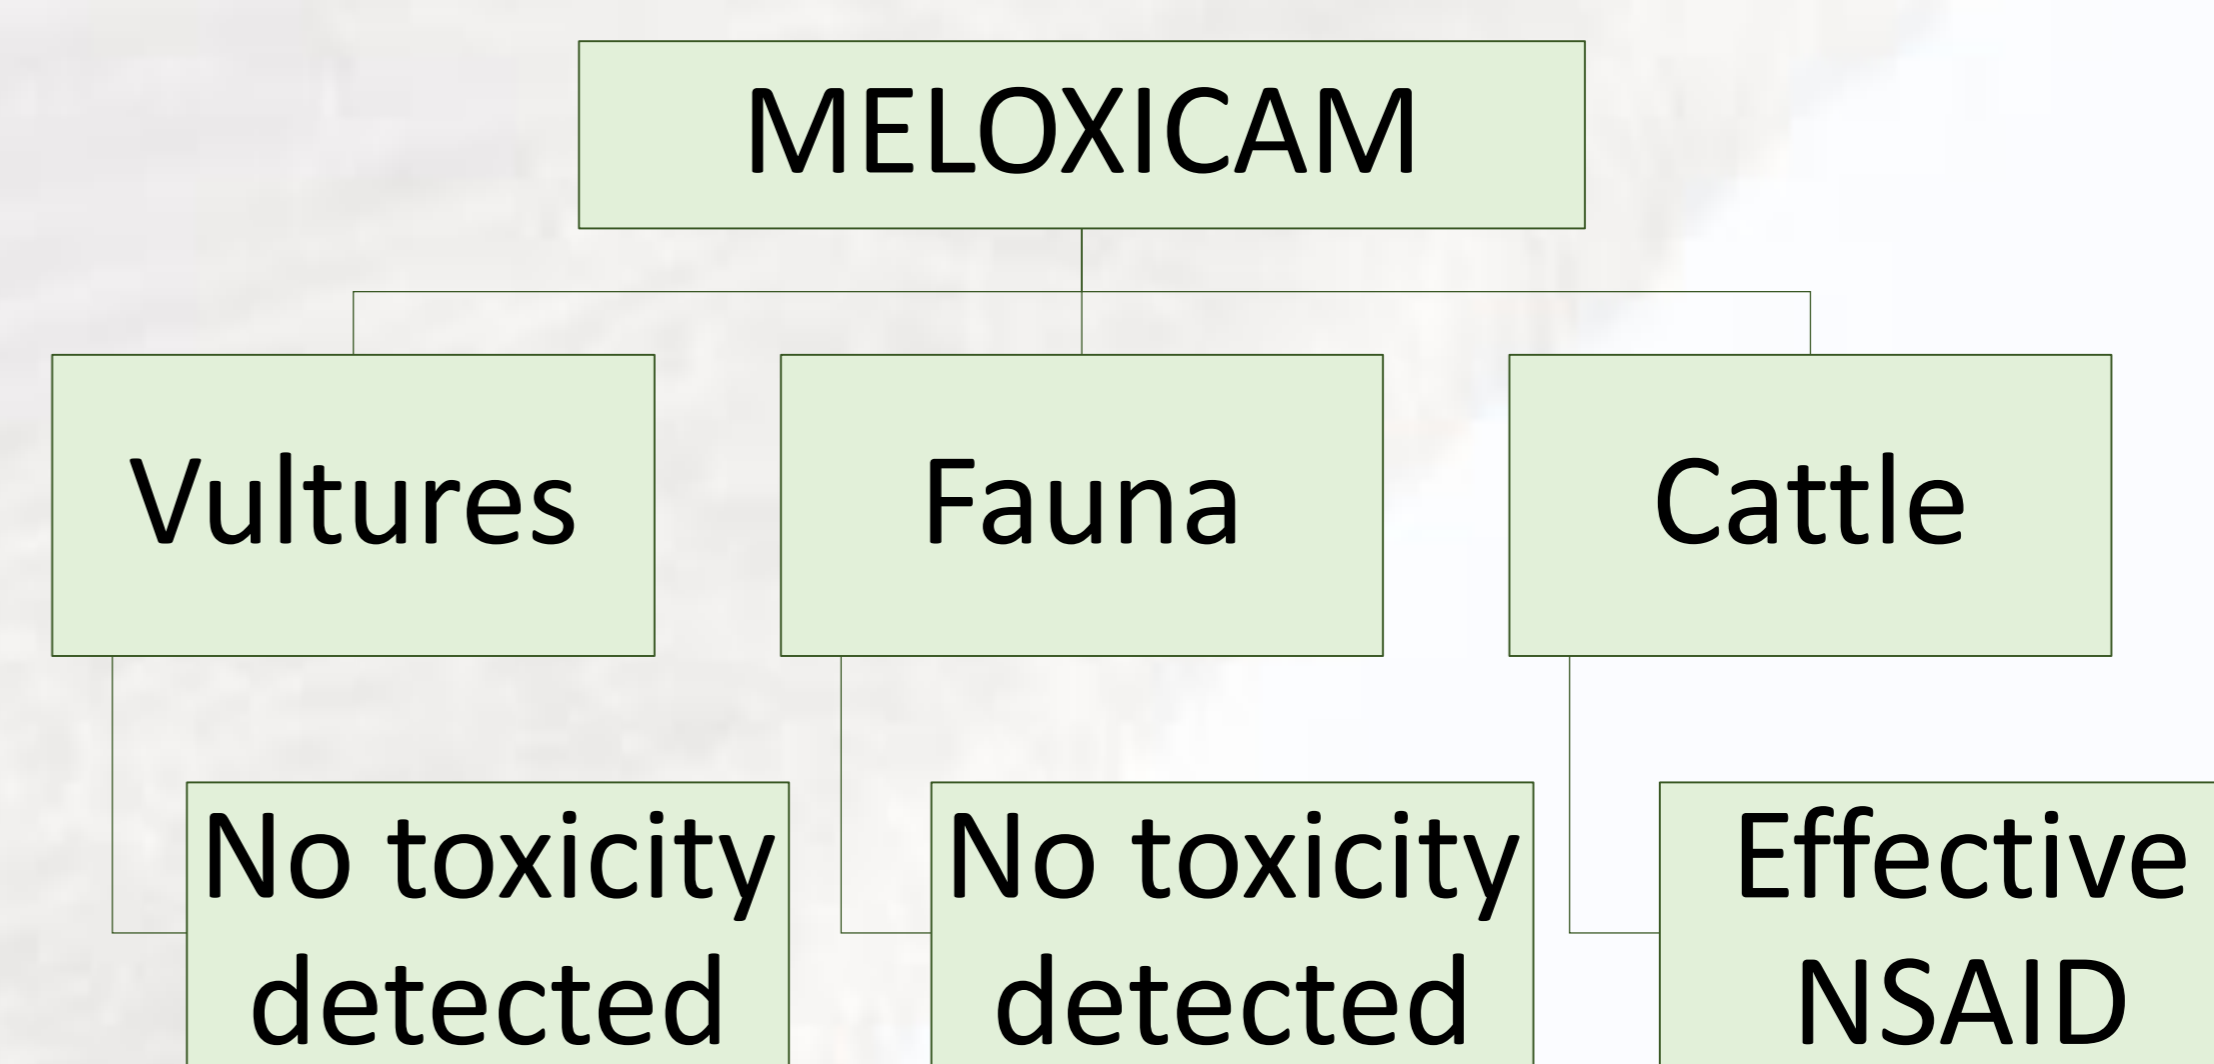 MELOXICAM
Vultures
Fauna
Cattle
No toxicity
detected
No toxicity
detected
Effective
NSAID